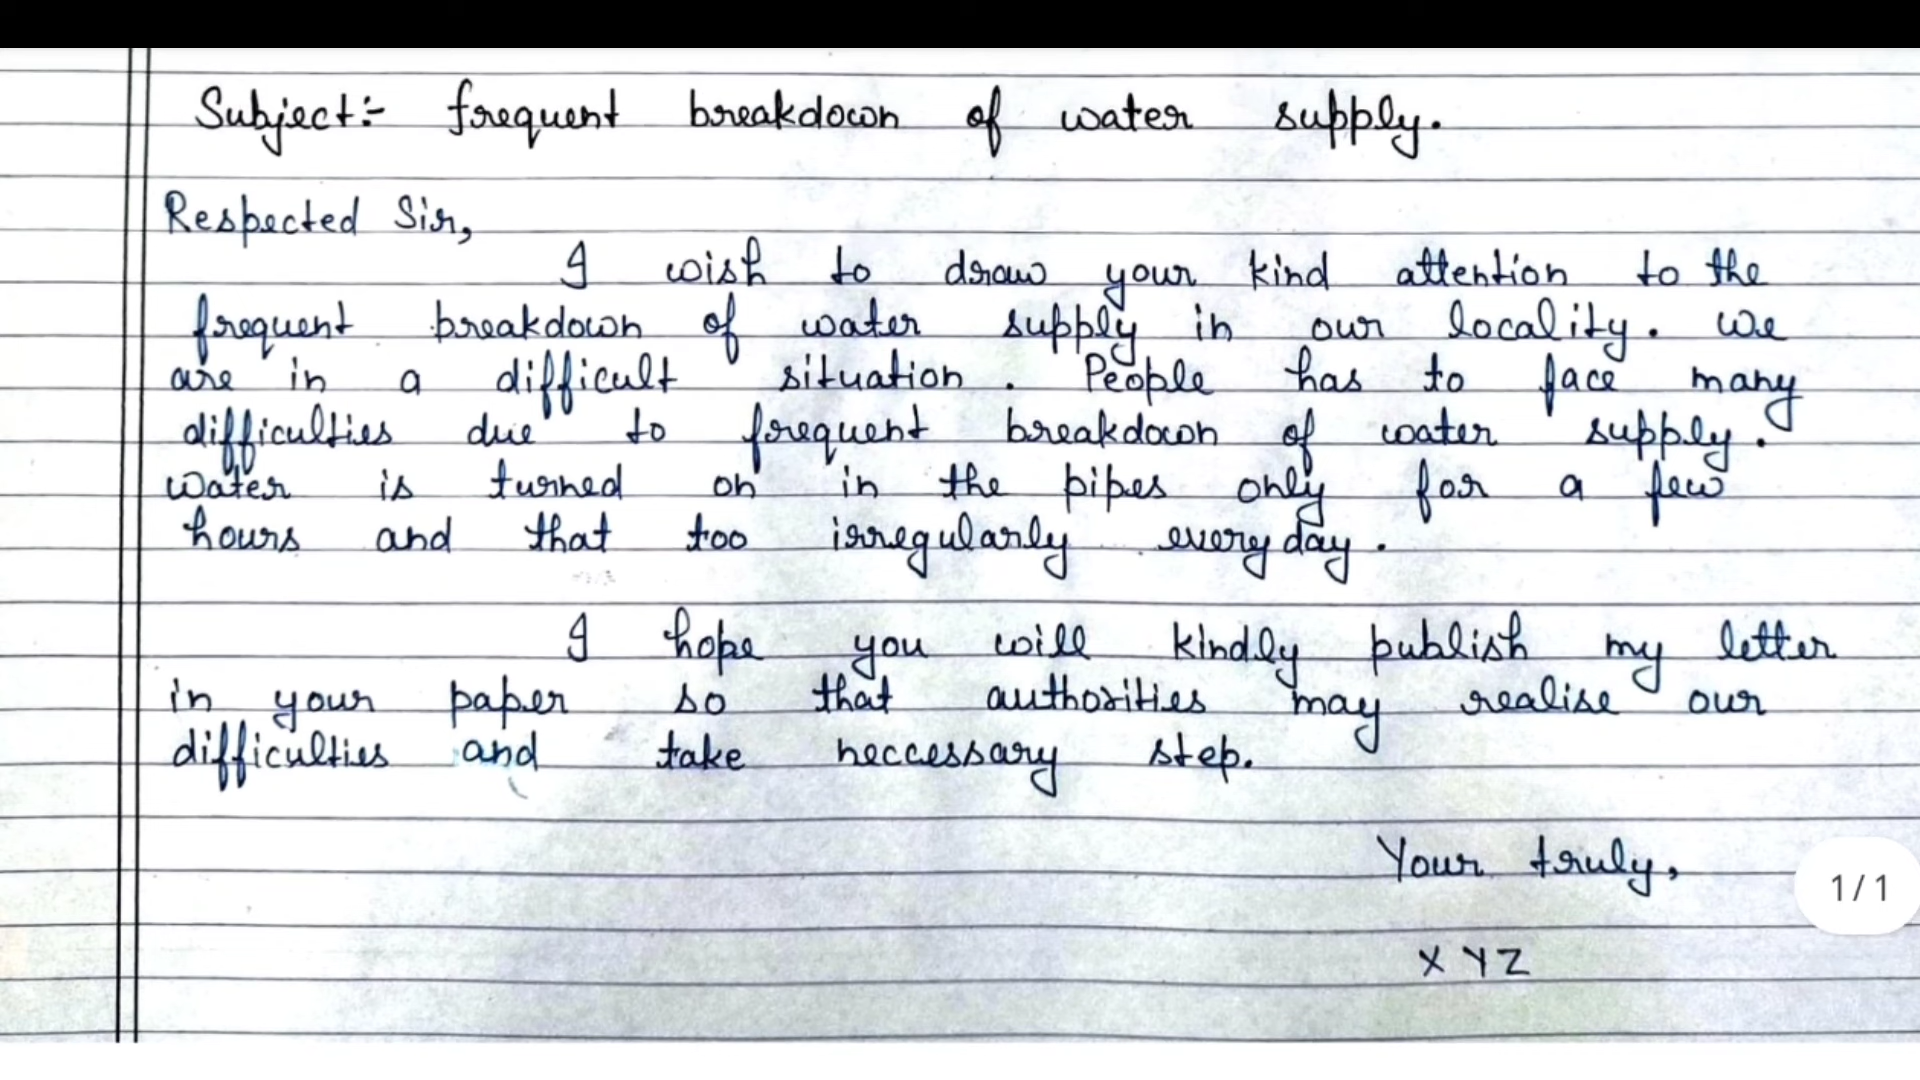 Subject:- frequent breakdown of water supply.
Respected Sir,
I wish to draw your kind attention to the
frequent breakdown of water supply in our locality. We
are in a difficult situation. People has to face many
difficulties due to frequent breakdown of water supply.
Water is turned on in the pipes only for a few
hours and that too irregularly everyday.
I hope you will kindly publish my letter
in your paper so that authorities may realise our
difficulties and take neccessary step.
Your truly,
1/1
XYZ